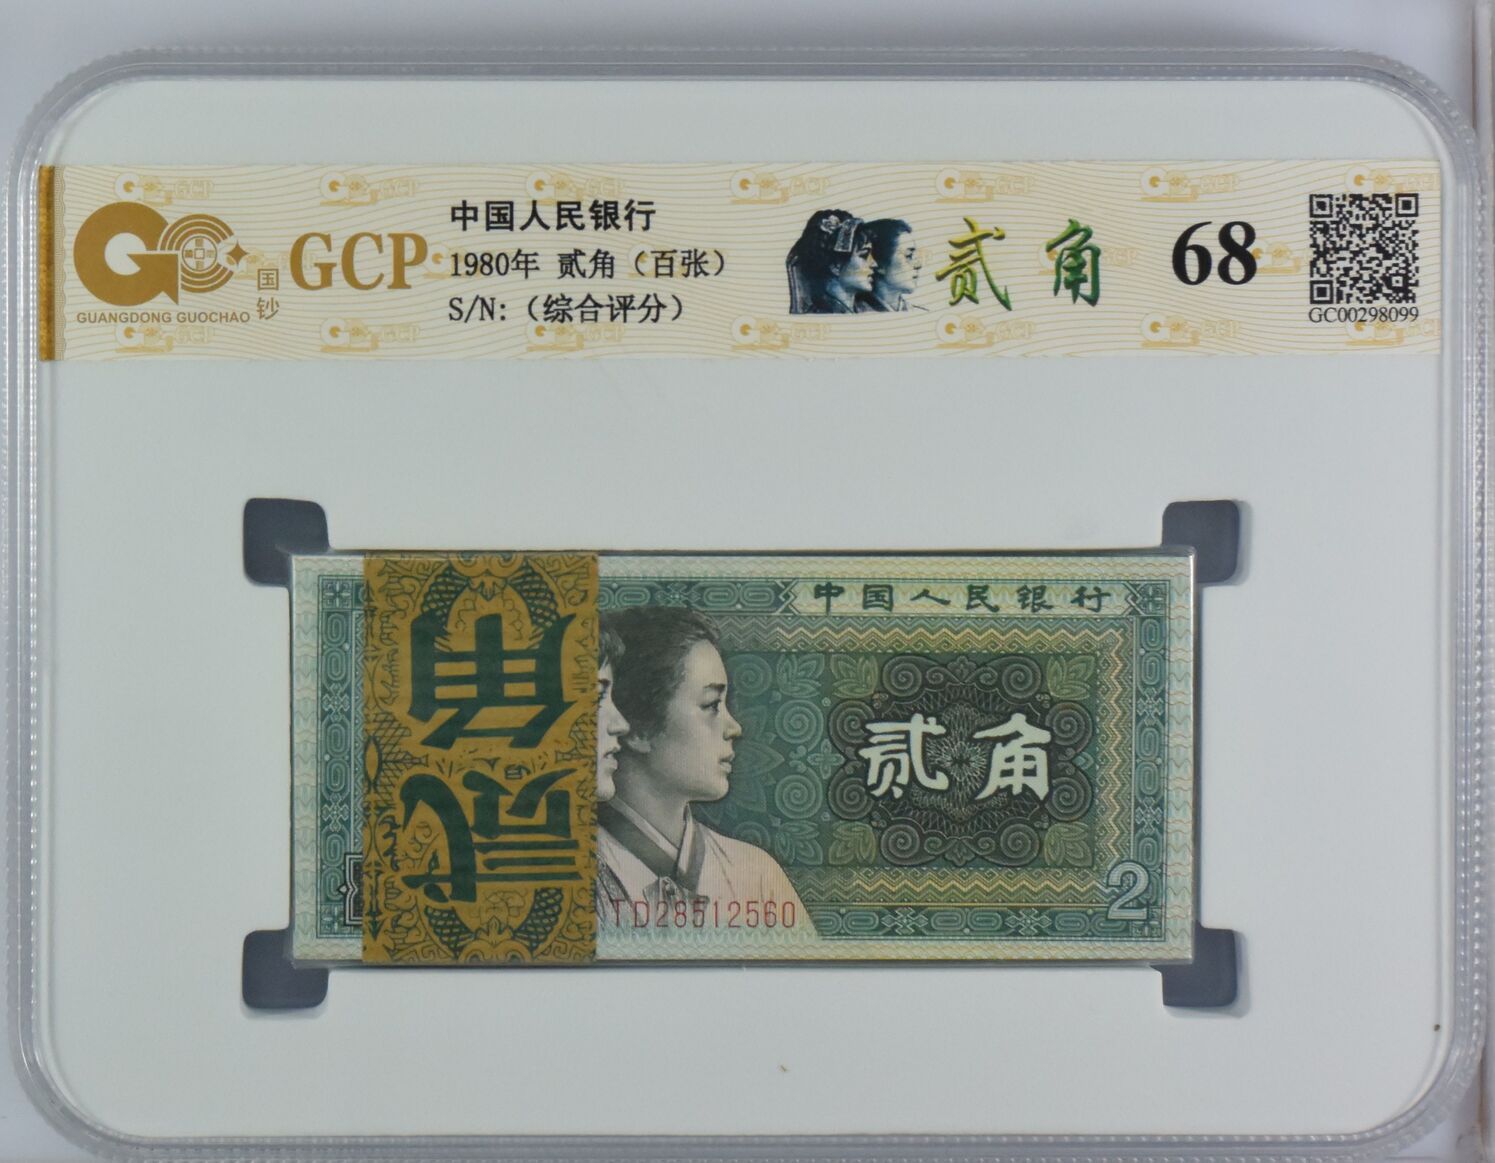 GCP
国钞
GUANGDONG GUOCHAO
中国人民银行
1980年 贰角（百张）
S/N:（综合评分）
贰角
68
GC00298099
中国人民银行
贰角
贰角
TD28512560
2